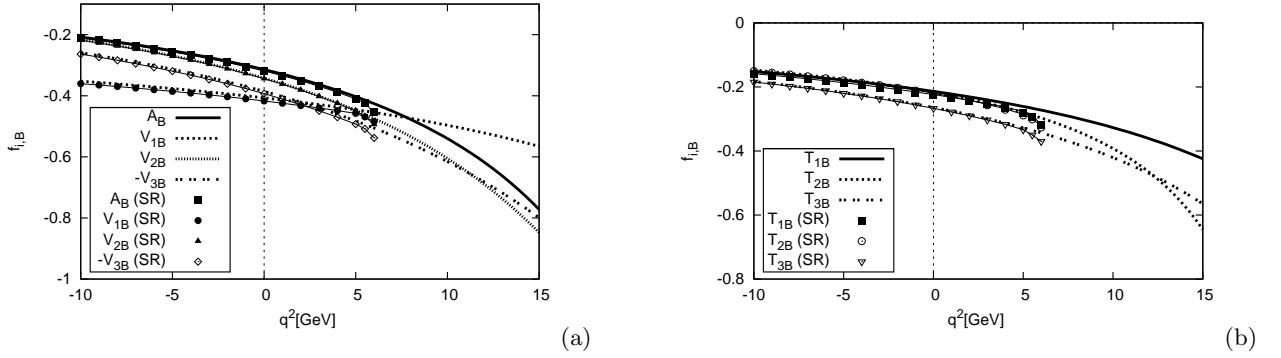 -0.2
-0.4
-0.6
-0.8
-1
f_{i,B}
A_B
V_{1B}
V_{2B}
-V_{3B}
A_B (SR)
V_{1B} (SR)
V_{2B} (SR)
-V_{3B} (SR)
-10 -5 0 5 10 15
q^2[GeV]
(a)
0
-0.2
-0.4
-0.6
-0.8
f_{i,B}
T_{1B}
T_{2B}
T_{3B}
T_{1B} (SR)
T_{2B} (SR)
T_{3B} (SR)
-10 -5 0 5 10 15
q^2[GeV]
(b)